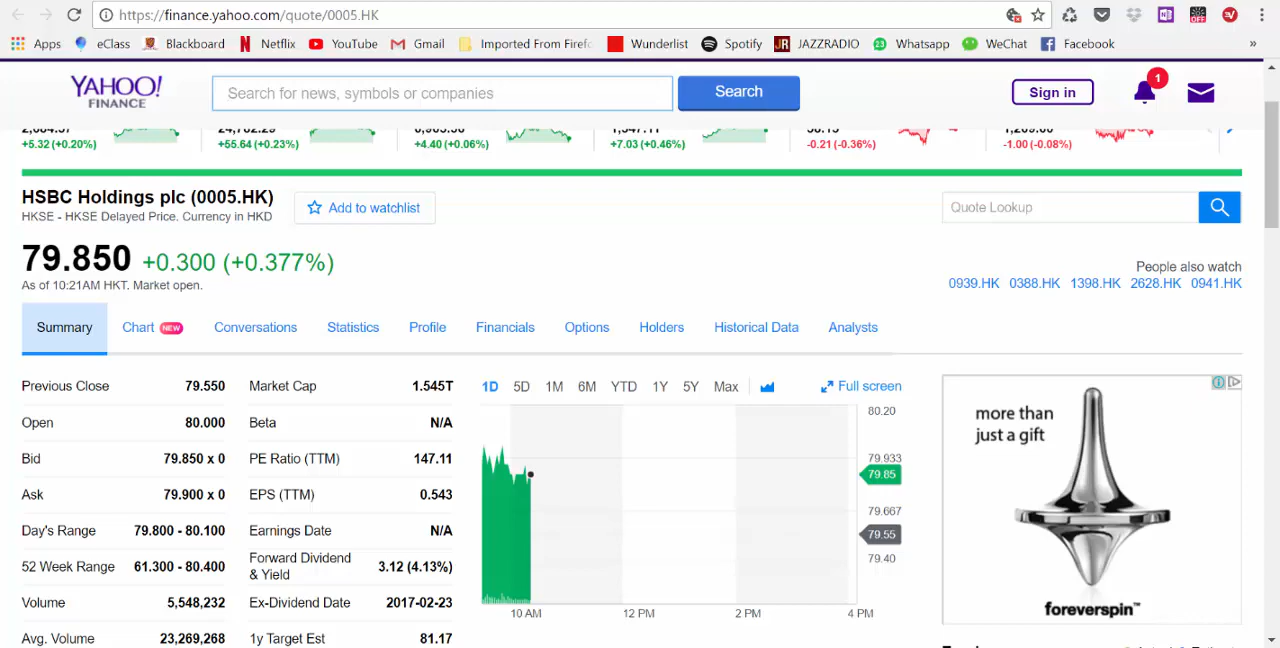 https://finance.yahoo.com/quote/0005.HK
Apps eClass Blackboard Netflix YouTube Gmail Imported From Firefo Wunderlist Spotify JAZZRADIO Whatsapp WeChat Facebook »
YAHOO! FINANCE Search for news, symbols or companies Search Sign in 1
+5.32 (+0.20%) +55.64 (+0.23%) +4.40 (+0.06%) +7.03 (+0.46%) -0.21 (-0.36%) -1.00 (-0.08%)
HSBC Holdings plc (0005.HK) Add to watchlist Quote Lookup
HKSE - HKSE Delayed Price. Currency in HKD
79.850 +0.300 (+0.377%)
As of 10:21AM HKT. Market open.
People also watch
0939.HK 0388.HK 1398.HK 2628.HK 0941.HK
Summary Chart NEW Conversations Statistics Profile Financials Options Holders Historical Data Analysts
Previous Close 79.550
Open 80.000
Bid 79.850 x 0
Ask 79.900 x 0
Day's Range 79.800 - 80.100
52 Week Range 61.300 - 80.400
Volume 5,548,232
Avg. Volume 23,269,268
Market Cap 1.545T
Beta N/A
PE Ratio (TTM) 147.11
EPS (TTM) 0.543
Earnings Date N/A
Forward Dividend
& Yield 3.12 (4.13%)
Ex-Dividend Date 2017-02-23
1y Target Est 81.17
1D 5D 1M 6M YTD 1Y 5Y Max Full screen
80.20
79.933
79.85
79.667
79.55
79.40
10 AM 12 PM 2 PM 4 PM
more than
just a gift
foreverspin™